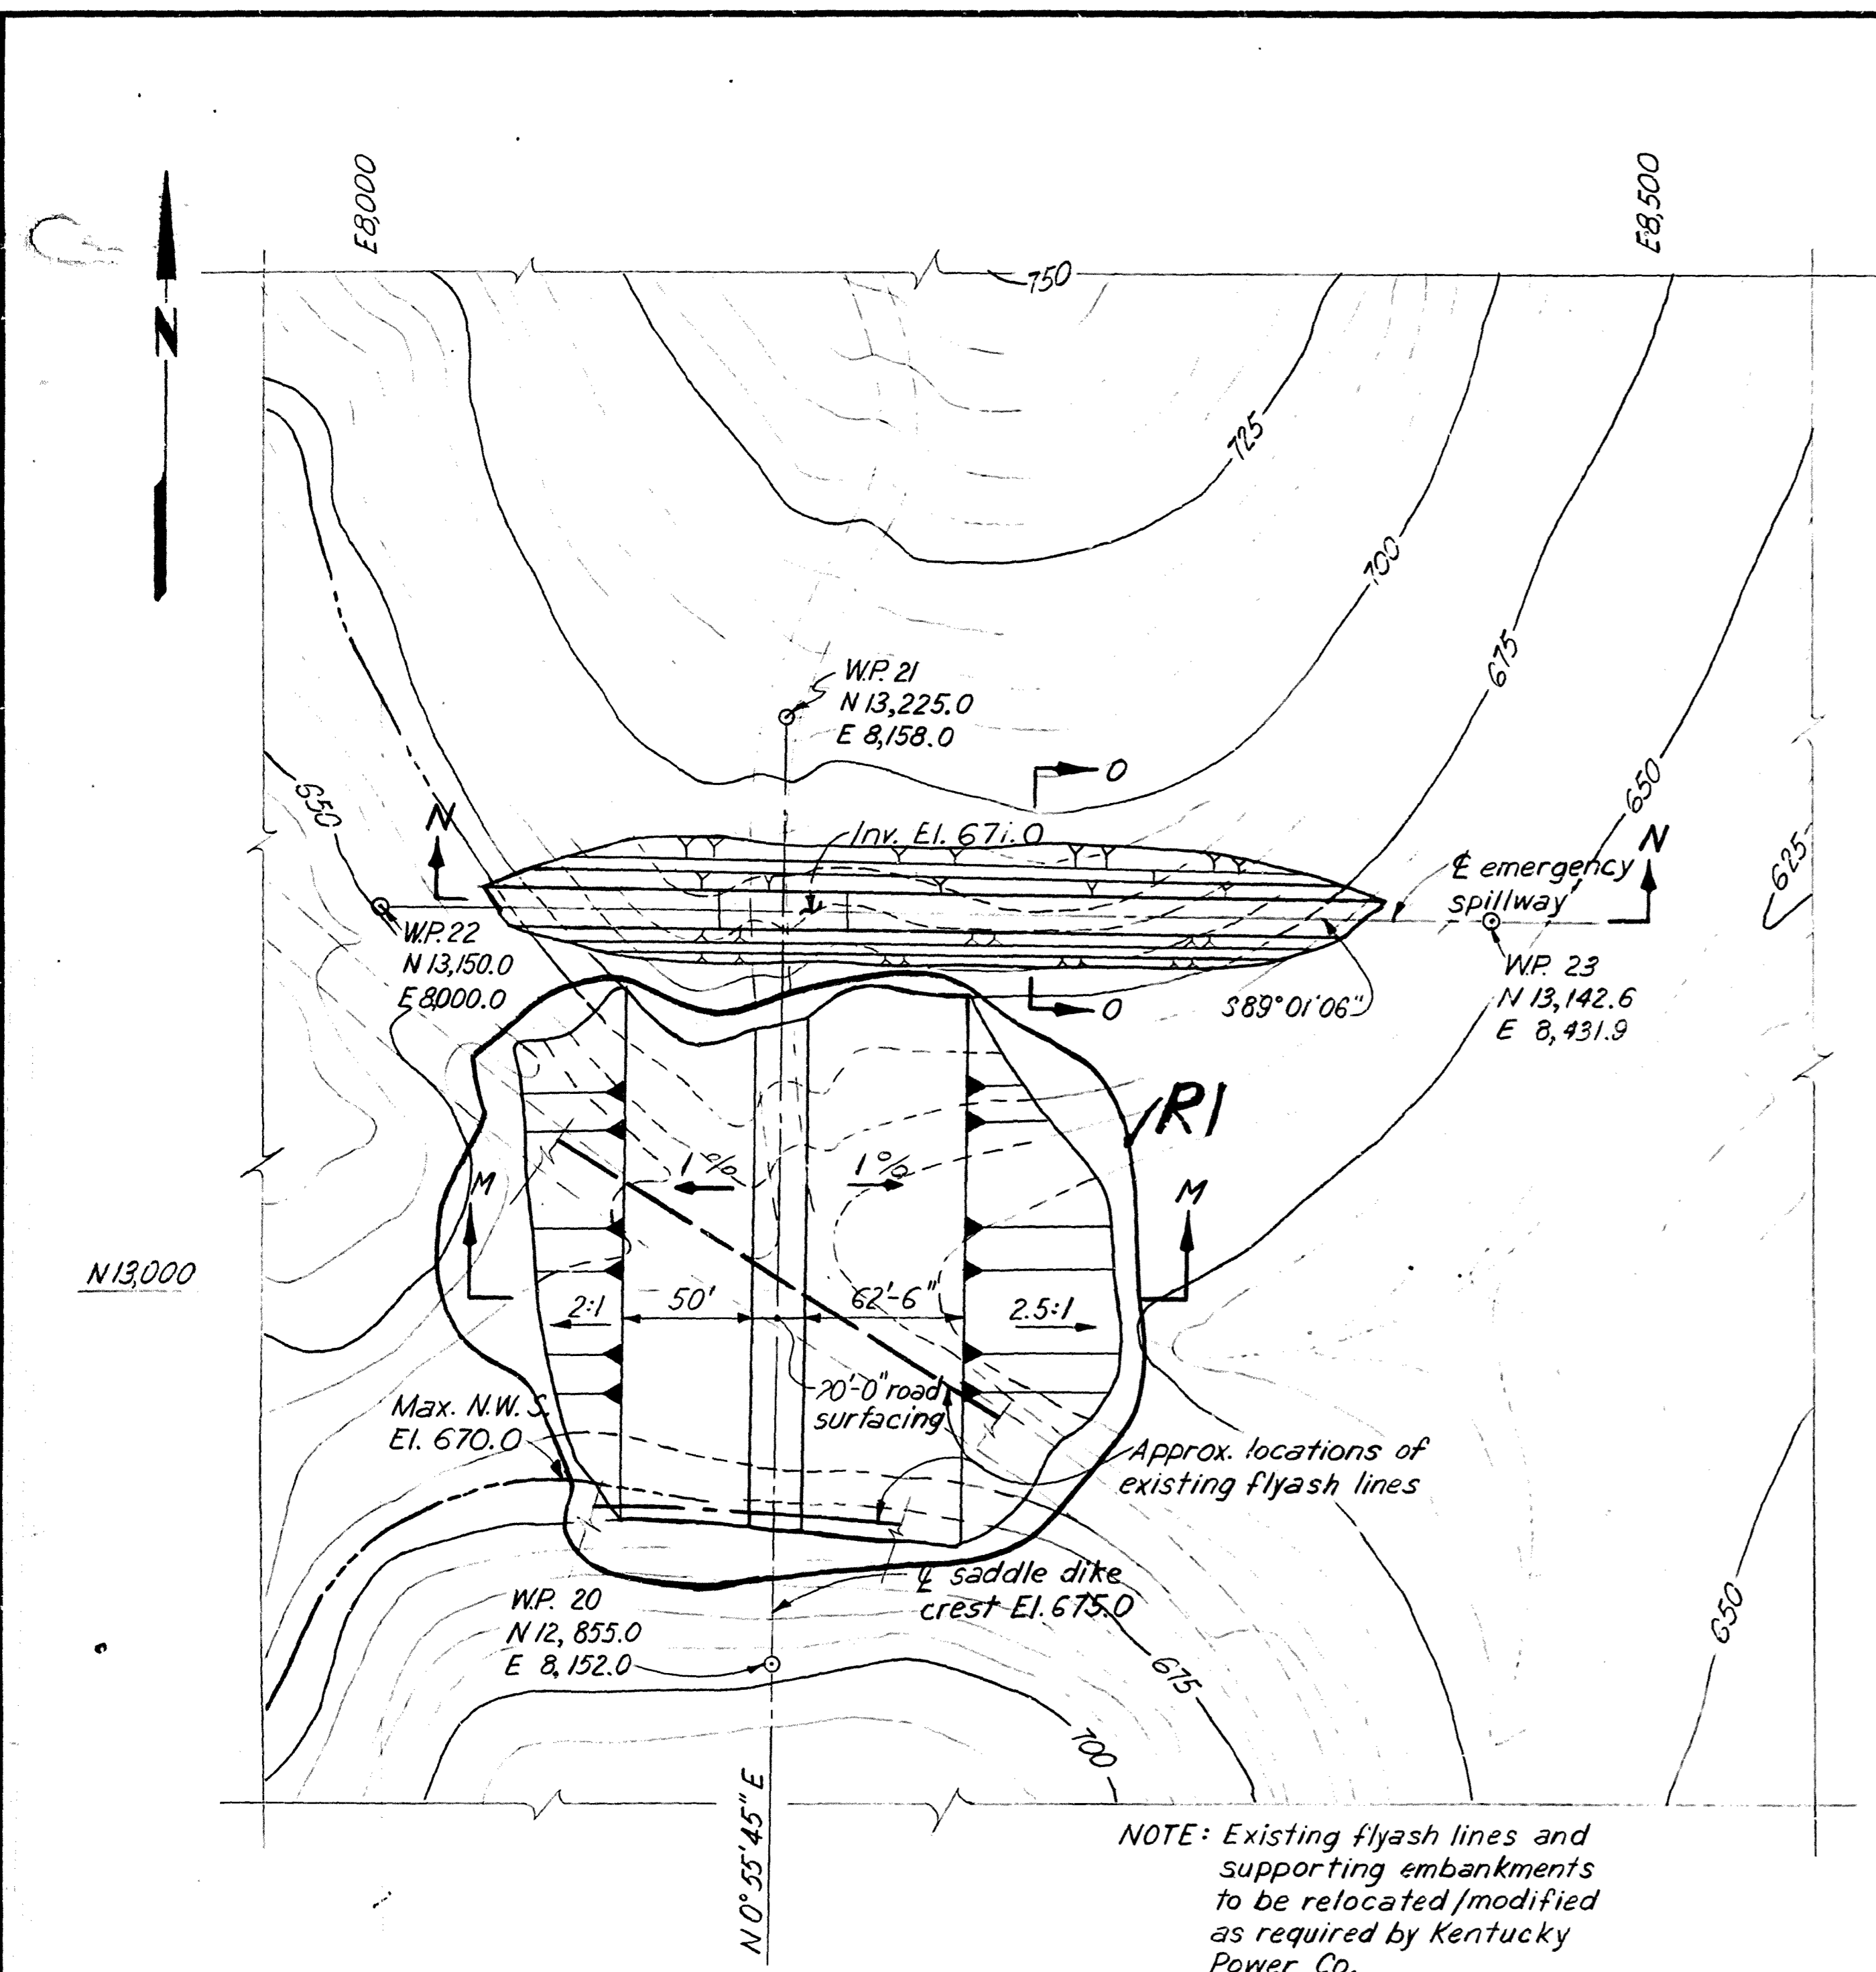 E8,000
E8,500
N
750
725
700
675
650
625
W.P. 21
N 13,225.0
E 8,158.0
O
650
N
Inv. El. 671.0
N
℄ emergency
spillway
W.P. 22
N 13,150.0
E 8,000.0
O
S89°01'06"
W.P. 23
N 13,142.6
E 8,431.9
R1
M
1%
1%
M
N 13,000
2:1
50'
62'-6"
2.5:1
Max. N.W.S.
El. 670.0
20'-0" road
surfacing
Approx. locations of
existing flyash lines
℄ saddle dike
crest El. 675.0
W.P. 20
N 12,855.0
E 8,152.0
675
650
700
N 0° 55' 45" E
NOTE: Existing flyash lines and
supporting embankments
to be relocated/modified
as required by Kentucky
Power Co.